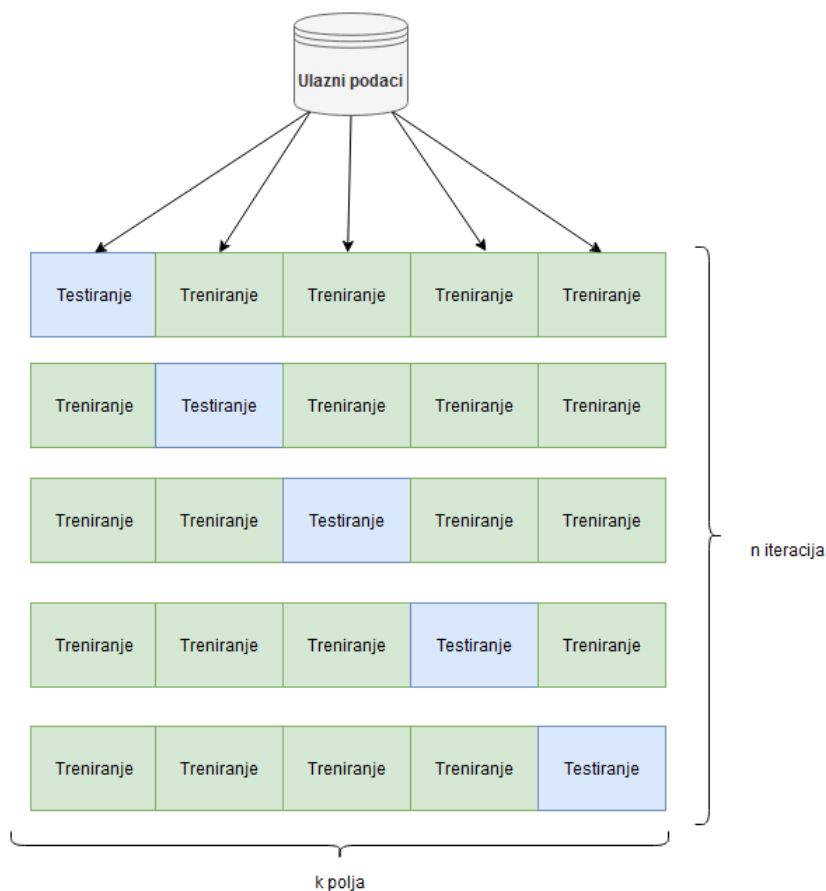 Ulazni podaci
Testiranje Treniranje Treniranje Treniranje Treniranje
Treniranje Testiranje Treniranje Treniranje Treniranje
Treniranje Treniranje Testiranje Treniranje Treniranje
n iteracija
Treniranje Treniranje Treniranje Testiranje Treniranje
Treniranje Treniranje Treniranje Treniranje Testiranje
k polja